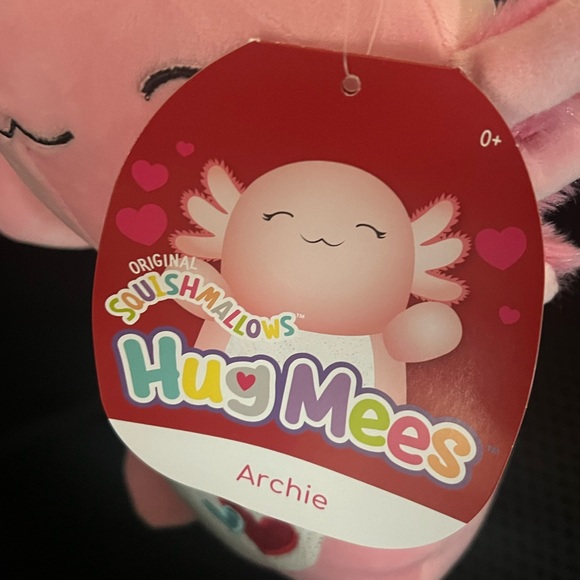 0+
ORIGINAL
SQUISHMALLOWS™
Hug Mees™
Archie